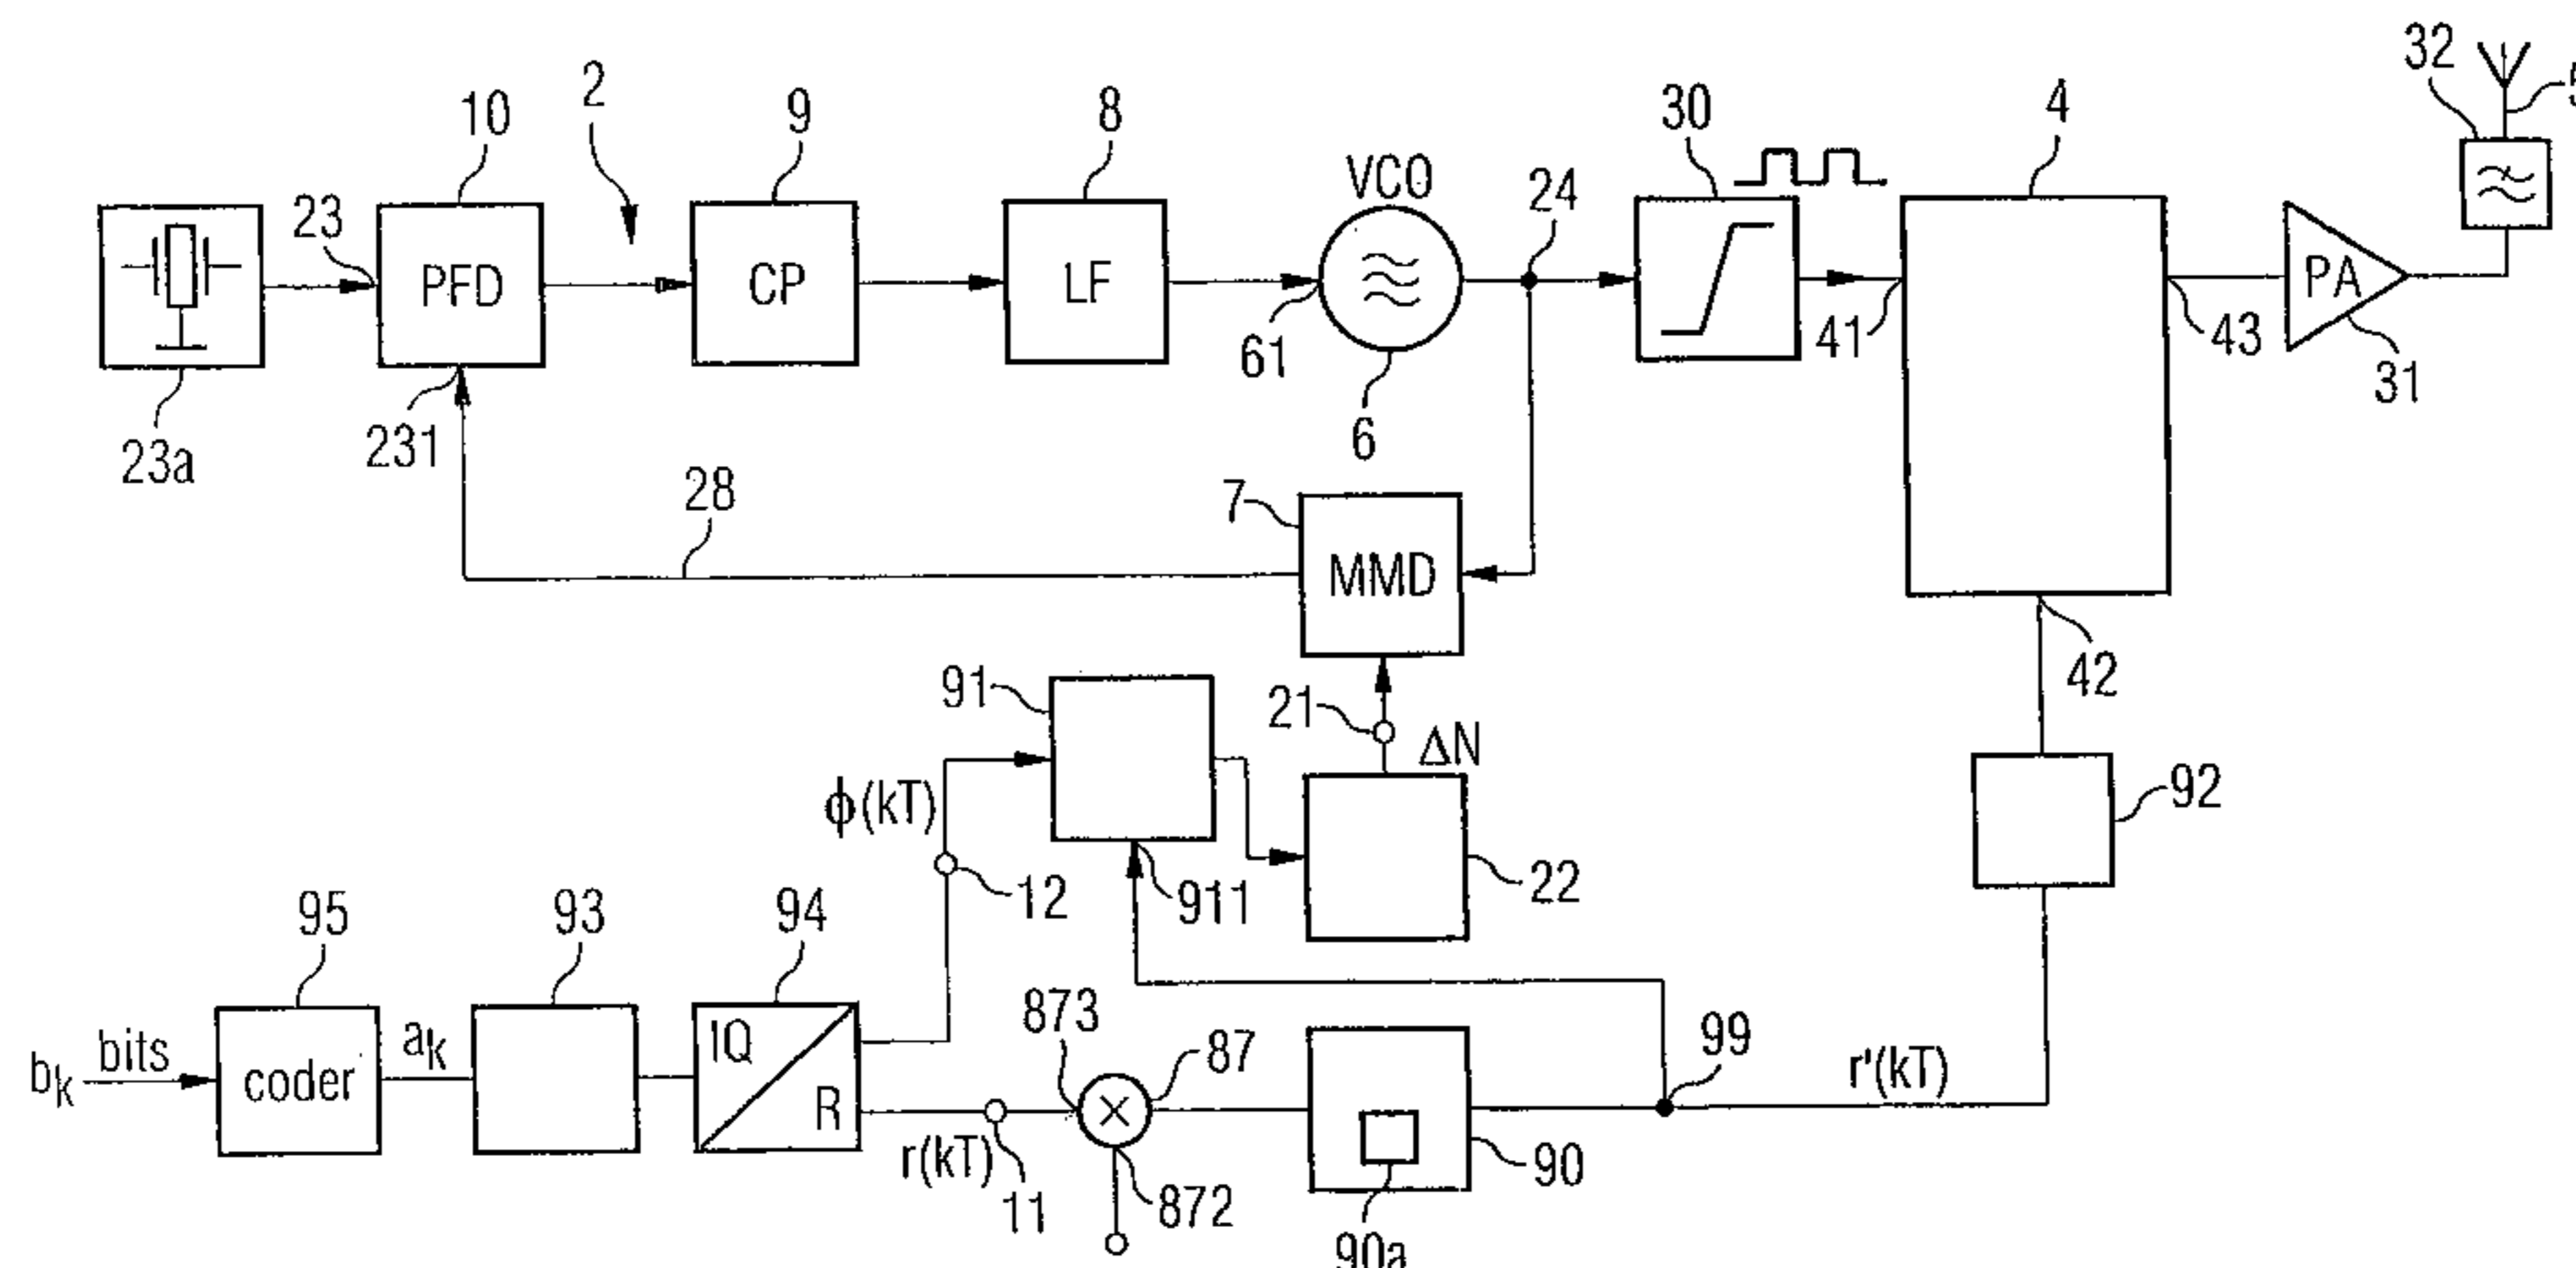 32
5
2
10
9
8
VCO
30
4
24
23
PFD
CP
LF
PA
61
41
43
31
23a
231
6
28
7
MMD
42
91
21
ΔN
92
ϕ(kT)
12
911
22
95
93
94
873
87
99
bk
bits
coder
ak
IQ
R
r'(kT)
r(kT)
11
872
90
90a